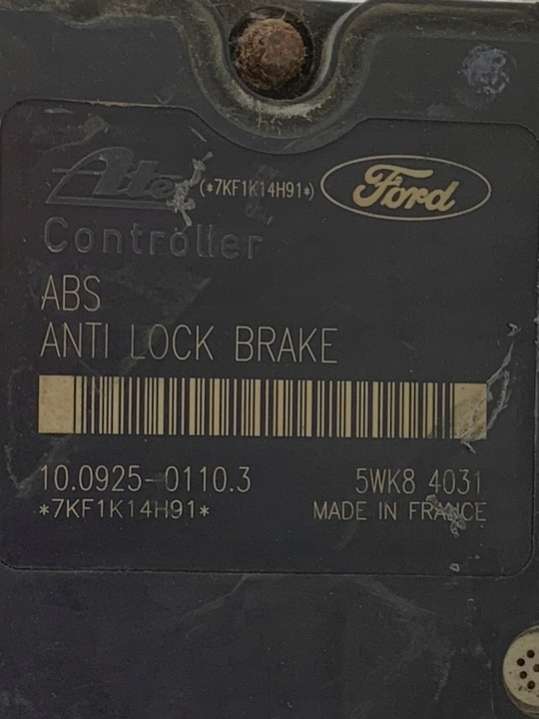 Ate (*7KF1K14H91*) Ford
Controller
ABS
ANTI LOCK BRAKE
10.0925-0110.3 5WK8 4031
*7KF1K14H91* MADE IN FRANCE